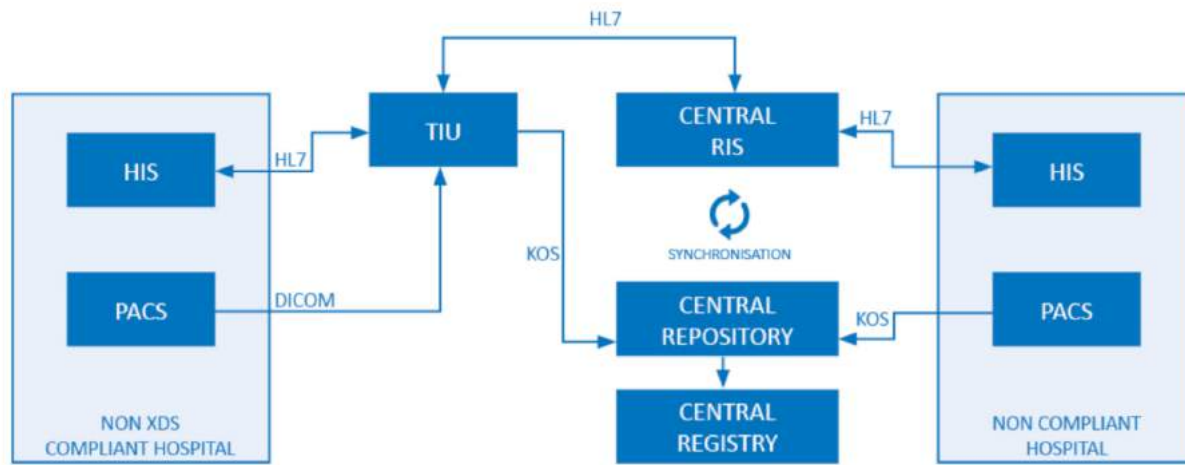 HL7
TIU
CENTRAL
RIS
HL7
HIS
HL7
HIS
SYNCHRONISATION
KOS
PACS
DICOM
CENTRAL
REPOSITORY
KOS
PACS
NON XDS
COMPLIANT HOSPITAL
CENTRAL
REGISTRY
NON COMPLIANT
HOSPITAL